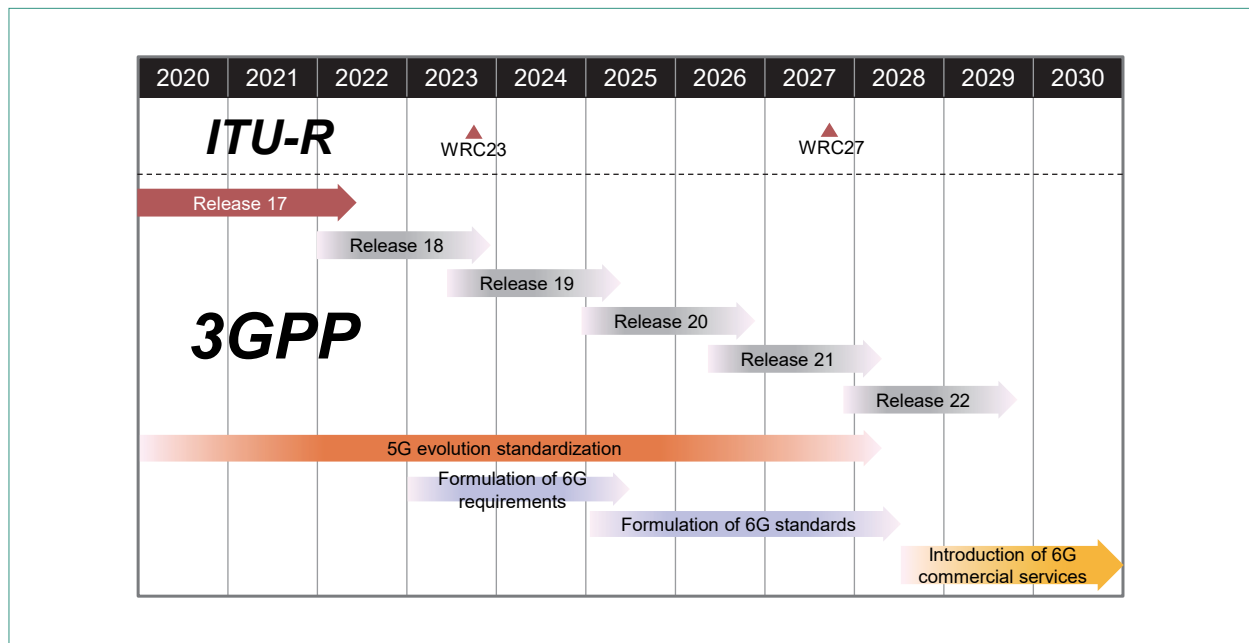 2020 2021 2022 2023 2024 2025 2026 2027 2028 2029 2030
ITU-R
WRC23
WRC27
Release 17
Release 18
Release 19
Release 20
3GPP
Release 21
Release 22
5G evolution standardization
Formulation of 6G
requirements
Formulation of 6G standards
Introduction of 6G
commercial services